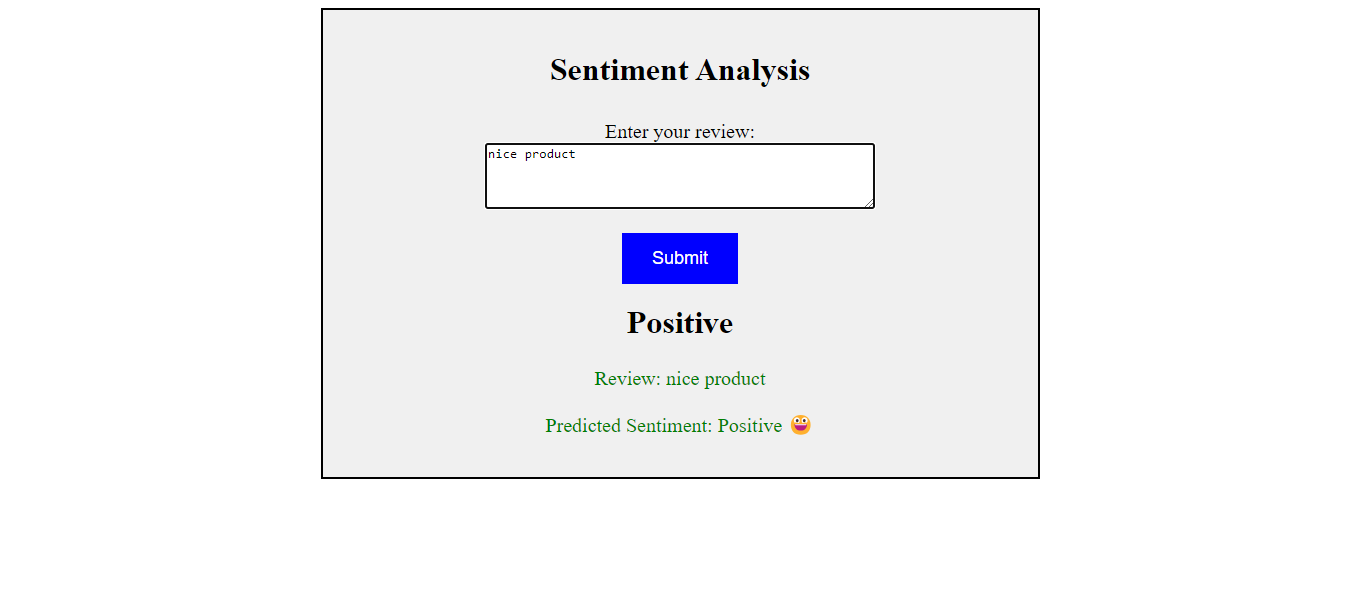 Sentiment Analysis
Enter your review:
nice product
Submit
Positive
Review: nice product
Predicted Sentiment: Positive 😀